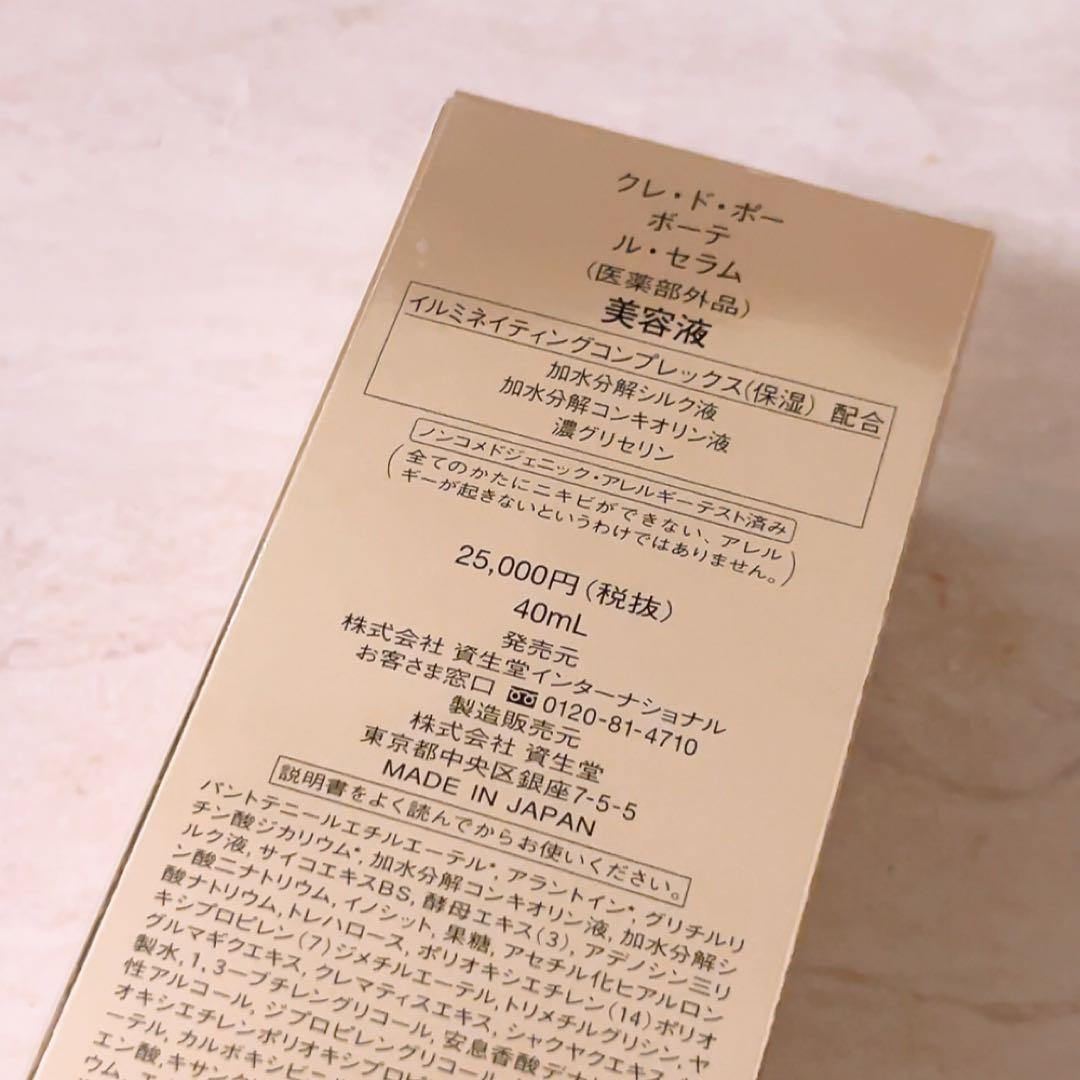 クレ・ド・ポー
ボーテ
ル・セラム
(医薬部外品)
美容液
イルミネイティングコンプレックス(保湿) 配合
加水分解シルク液
加水分解コンキオリン液
濃グリセリン
ノンコメドジェニック・アレルギーテスト済み
(全てのかたにニキビができない、アレル
ギーが起きないというわけではありません。)
25,000円(税抜)
40mL
発売元
株式会社 資生堂インターナショナル
お客さま窓口 0120-81-4710
製造販売元
株式会社 資生堂
東京都中央区銀座7-5-5
MADE IN JAPAN
説明書をよく読んでからお使いください。
パントテニールエチルエーテル*, アラントイン*, グリチルリ
チン酸ジカリウム*, 加水分解コンキオリン液, 加水分解シ
ルク液, サイコエキスBS, 酵母エキス(3), アデノシン三リ
ン酸二ナトリウム, イノシット, 果糖, アセチル化ヒアルロン
酸ナトリウム, トレハロース, ポリオキシエチレン(14)ポリオ
キシプロピレン(7)ジメチルエーテル, トリメチルグリシン, ヤ
グルマギクエキス, クレマティスエキス, シャクヤクエキス,
製水, 1, 3-ブチレングリコール, 安息香酸デナ
性アルコール, ジプロピレングリコール
オキシエチレンポリオキシプロピ
ーテル, カルボキシビニ
エン酸, キサン
ウム, エ